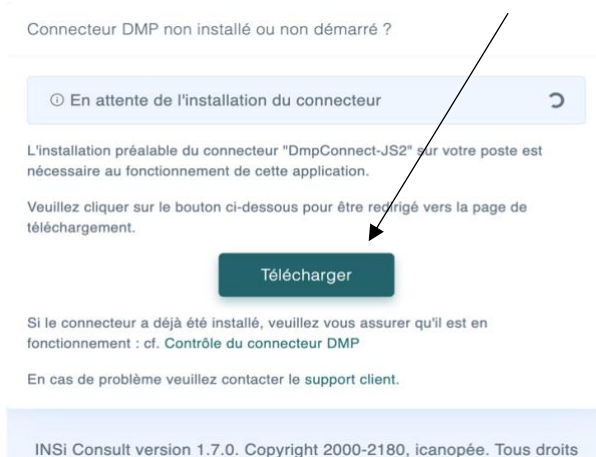 Connecteur DMP non installé ou non démarré ?
En attente de l'installation du connecteur
L'installation préalable du connecteur "DmpConnect-JS2" sur votre poste est
nécessaire au fonctionnement de cette application.
Veuillez cliquer sur le bouton ci-dessous pour être redirigé vers la page de
téléchargement.
Télécharger
Si le connecteur a déjà été installé, veuillez vous assurer qu'il est en
fonctionnement : cf. Contrôle du connecteur DMP
En cas de problème veuillez contacter le support client.
INSi Consult version 1.7.0. Copyright 2000-2180, icanopée. Tous droits